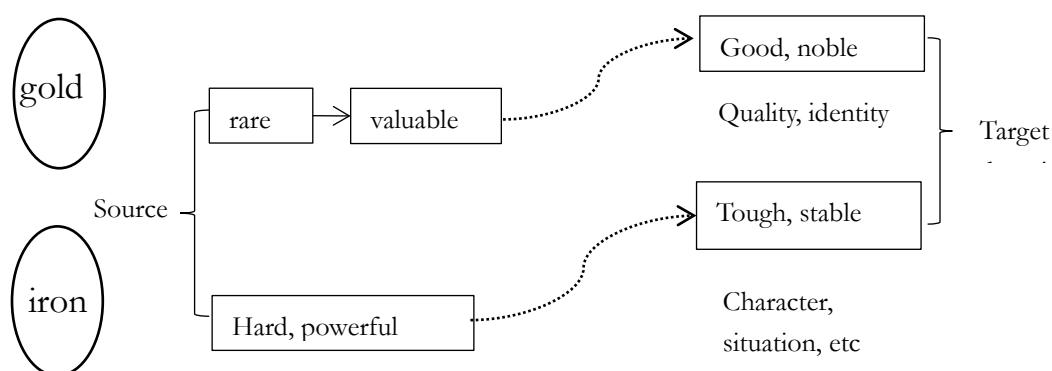 gold
rare
valuable
Good, noble
Quality, identity
Target
Source
Tough, stable
iron
Hard, powerful
Character,
situation, etc